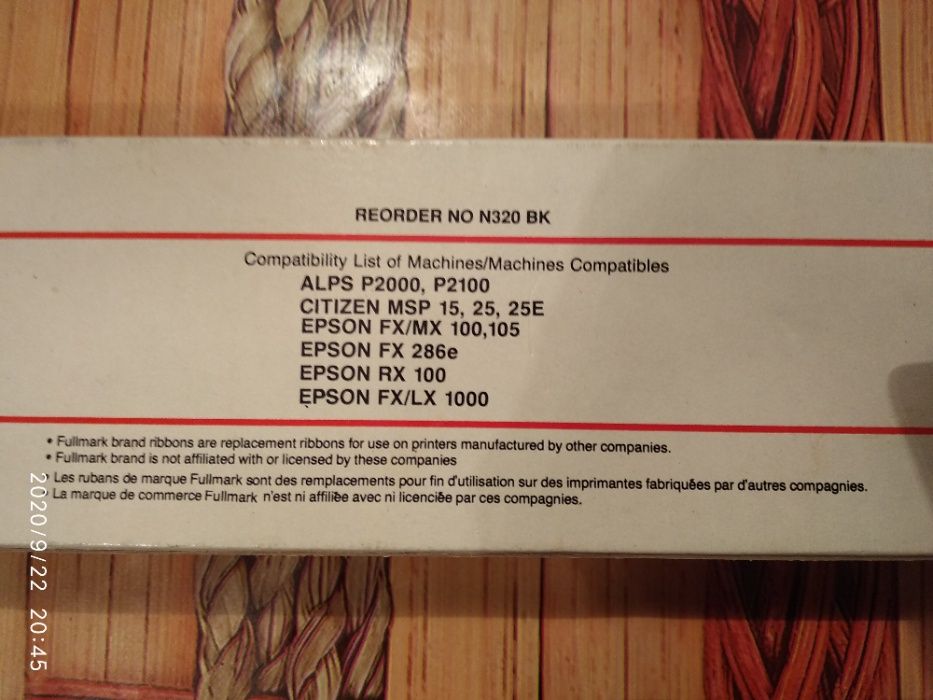 REORDER NO N320 BK
Compatibility List of Machines/Machines Compatibles
ALPS P2000, P2100
CITIZEN MSP 15, 25, 25E
EPSON FX/MX 100,105
EPSON FX 286e
EPSON RX 100
EPSON FX/LX 1000
• Fullmark brand ribbons are replacement ribbons for use on printers manufactured by other companies.
• Fullmark brand is not affiliated with or licensed by these companies
• Les rubans de marque Fullmark sont des remplacements pour fin d'utilisation sur des imprimantes fabriquêes par d'autres compagnies.
• La marque de commerce Fullmark n'est ni affiliëe avec ni licenciëe par ces compagnies.
2020/9/22 20:45